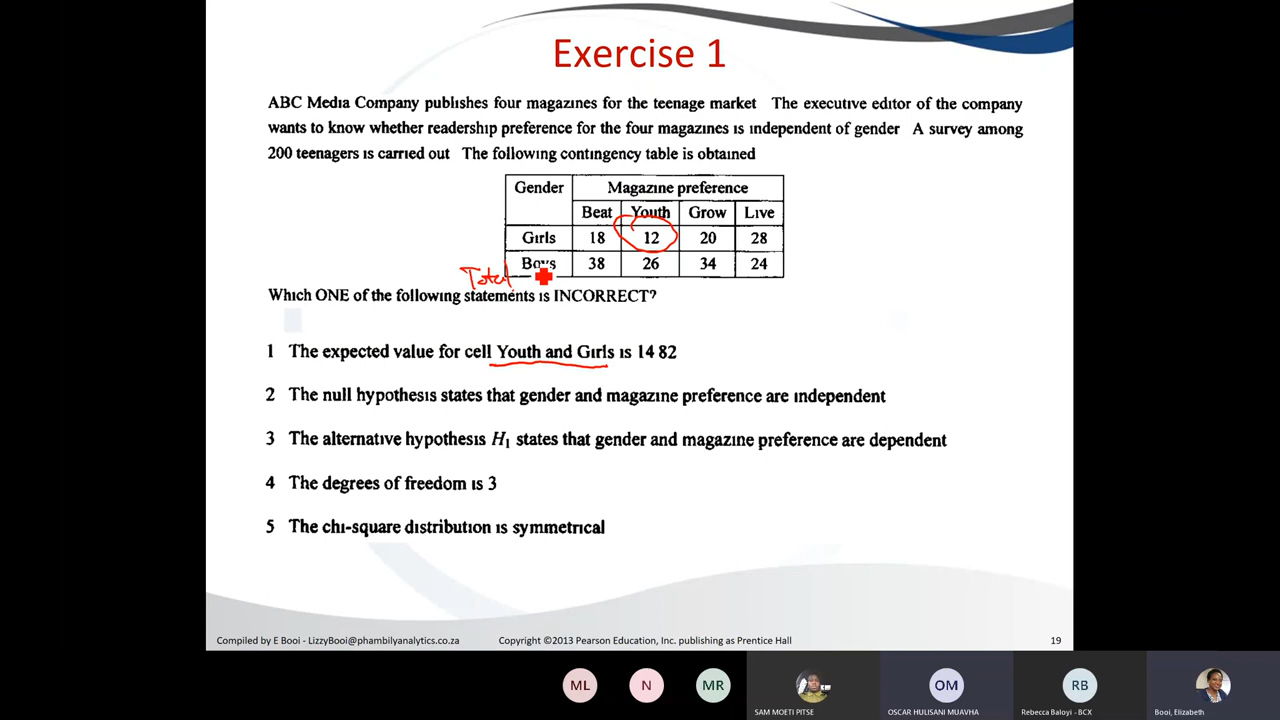 Exercise 1
ABC Media Company publishes four magazines for the teenage market The executive editor of the company
wants to know whether readership preference for the four magazines is independent of gender A survey among
200 teenagers is carried out The following contingency table is obtained
Gender Magazine preference
Beat Youth Grow Live
Girls 18 12 20 28
Boys 38 26 34 24
Total
Which ONE of the following statements is INCORRECT?
1 The expected value for cell Youth and Girls is 14 82
2 The null hypothesis states that gender and magazine preference are independent
3 The alternative hypothesis H1 states that gender and magazine preference are dependent
4 The degrees of freedom is 3
5 The chi-square distribution is symmetrical
Compiled by E Booi - LizzyBooi@phambilyanalytics.co.za Copyright ©2013 Pearson Education, Inc. publishing as Prentice Hall 19
ML N MR OM RB
SAM MOETI PITSE OSCAR HULISANI MUAVHA Rebecca Baloyi - BCX Booi, Elizabeth